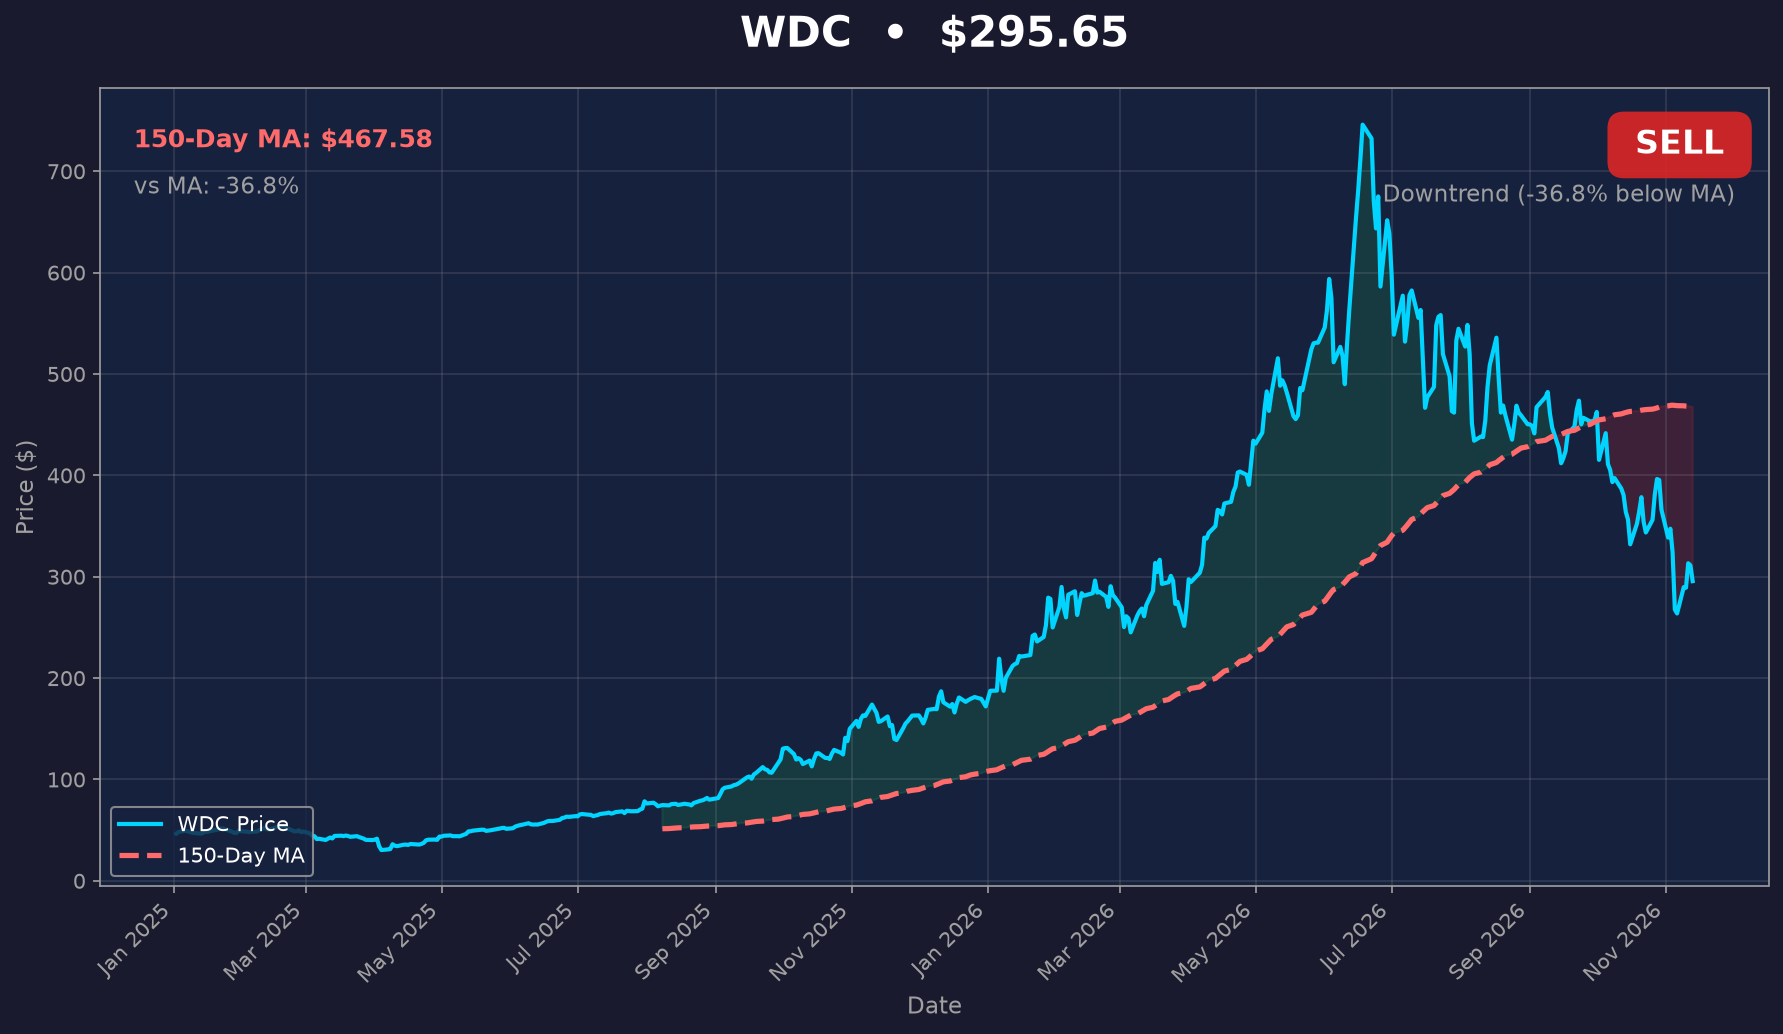 WDC • $295.65
150-Day MA: $467.58
vs MA: -36.8%
SELL
Downtrend (-36.8% below MA)
Price ($)
700
600
500
400
300
200
100
0
WDC Price
150-Day MA
Jan 2025
Mar 2025
May 2025
Jul 2025
Sep 2025
Nov 2025
Jan 2026
Mar 2026
May 2026
Jul 2026
Sep 2026
Nov 2026
Date